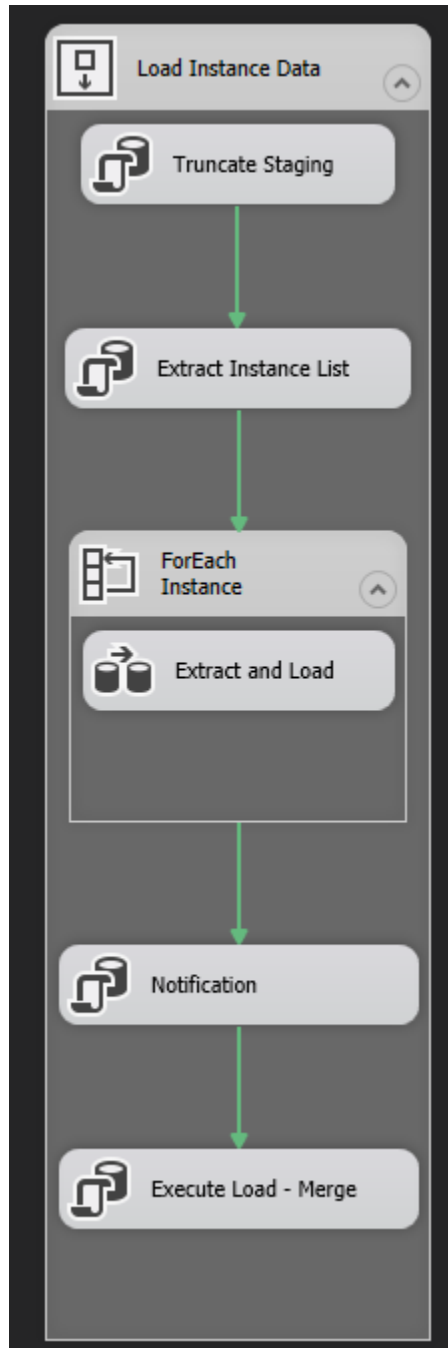 Load Instance Data
Truncate Staging
Extract Instance List
ForEach
Instance
Extract and Load
Notification
Execute Load - Merge